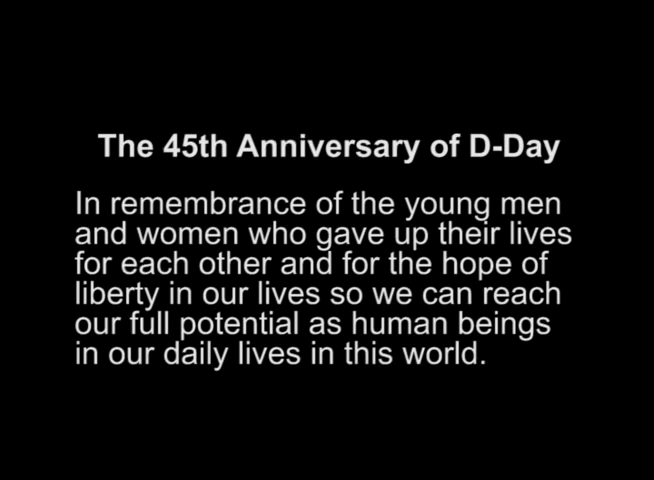 The 45th Anniversary of D-Day
In remembrance of the young men
and women who gave up their lives
for each other and for the hope of
liberty in our lives so we can reach
our full potential as human beings
in our daily lives in this world.